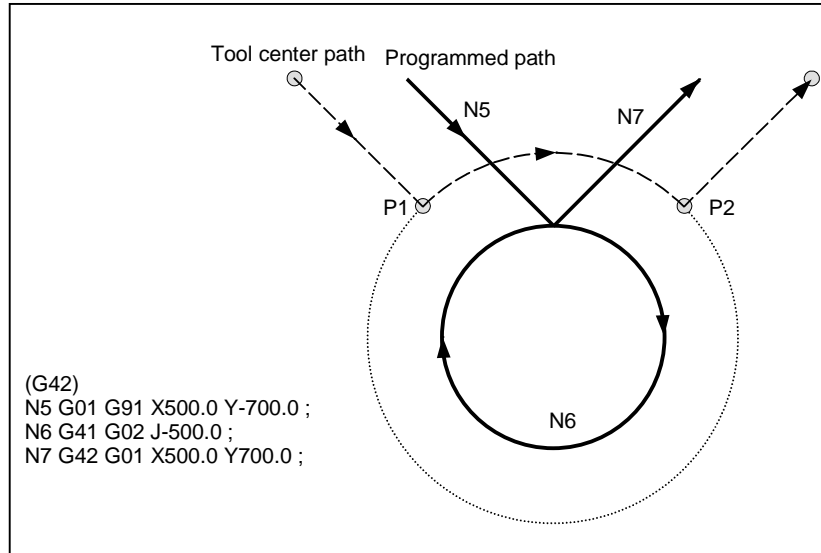 Tool center path
Programmed path
N5
N7
P1
P2
N6
(G42)
N5 G01 G91 X500.0 Y-700.0 ;
N6 G41 G02 J-500.0 ;
N7 G42 G01 X500.0 Y700.0 ;